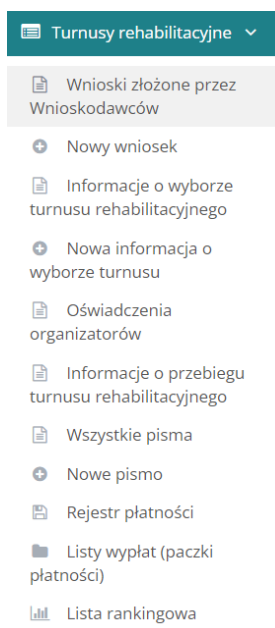 Turnusy rehabilitacyjne
Wnioski złożone przez
Wnioskodawców
Nowy wniosek
Informacje o wyborze
turnusu rehabilitacyjnego
Nowa informacja o
wyborze turnusu
Oświadczenia
organizatorów
Informacje o przebiegu
turnusu rehabilitacyjnego
Wszystkie pisma
Nowe pismo
Rejestr płatności
Listy wypłat (paczki
płatności)
Lista rankingowa